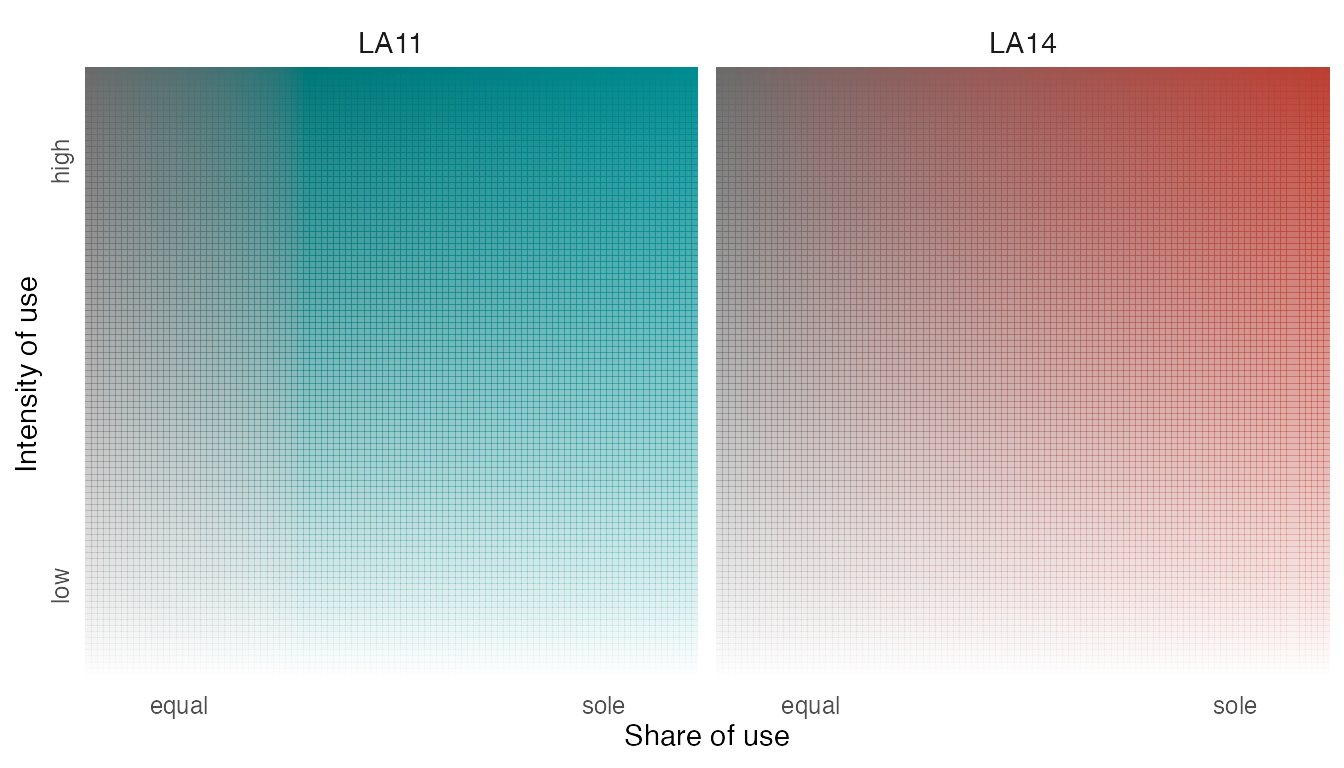 LA11
LA14
high
Intensity of use
low
equal
sole
equal
sole
Share of use